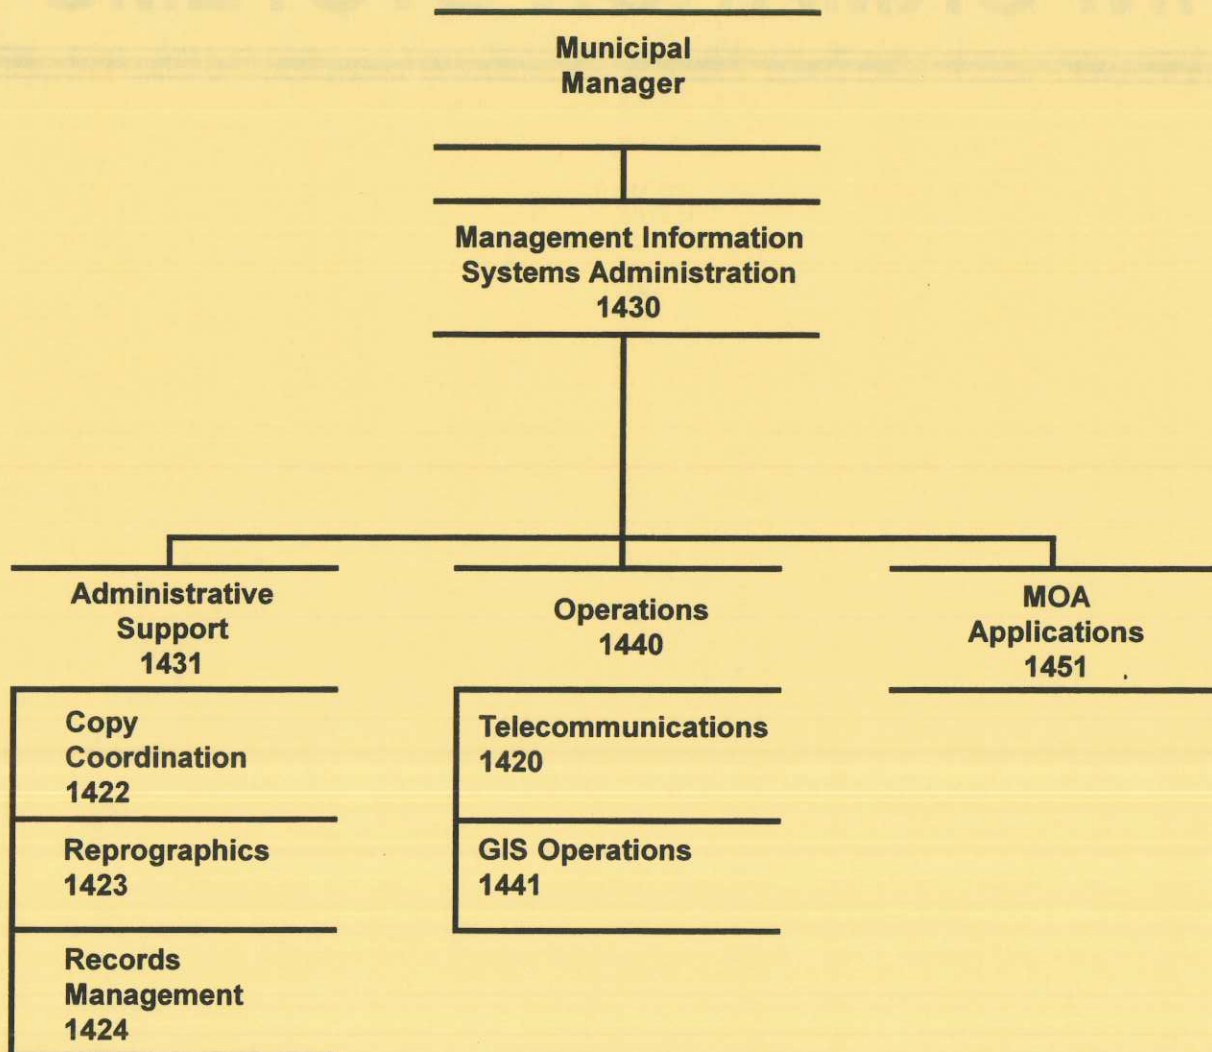 Municipal
Manager
Management Information
Systems Administration
1430
Administrative
Support
1431
Operations
1440
MOA
Applications
1451
Copy
Coordination
1422
Reprographics
1423
Records
Management
1424
Telecommunications
1420
GIS Operations
1441